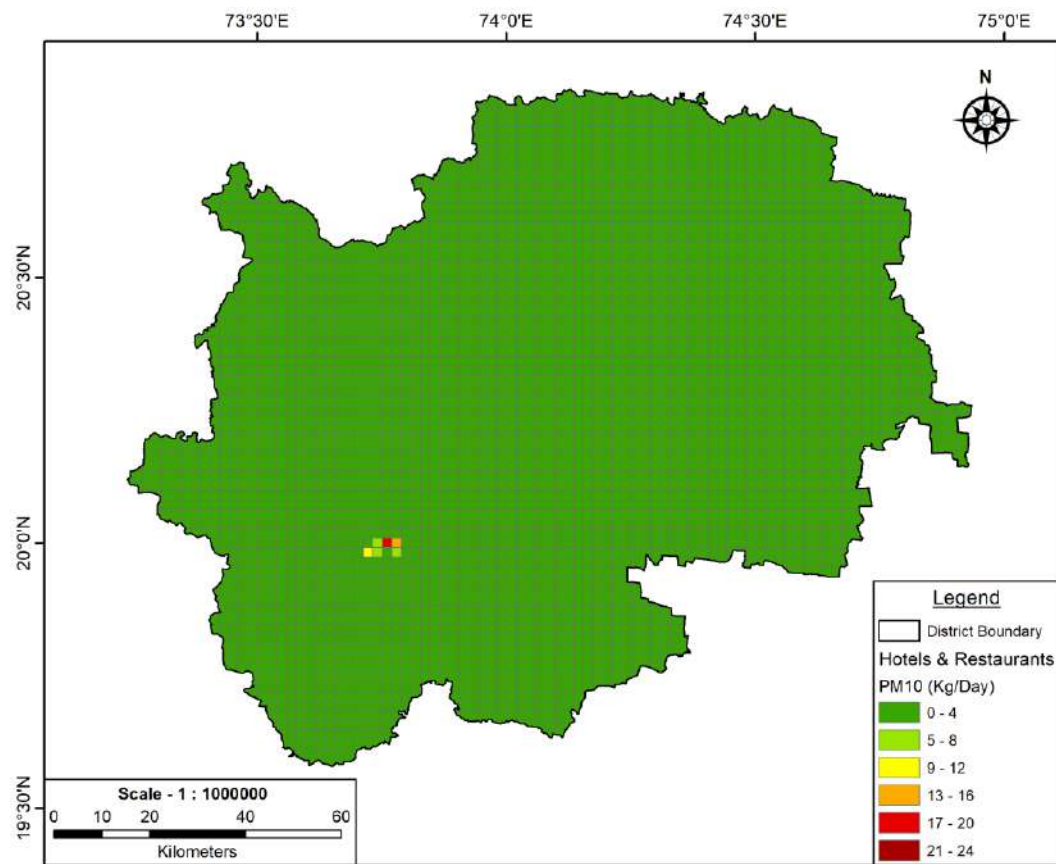 73°30'E 74°0'E 74°30'E 75°0'E
N
20°30'N
20°0'N
19°30'N
Legend
District Boundary
Hotels & Restaurants
PM10 (Kg/Day)
0 - 4
5 - 8
9 - 12
13 - 16
17 - 20
21 - 24
Scale - 1 : 1000000
0 10 20 40 60
Kilometers